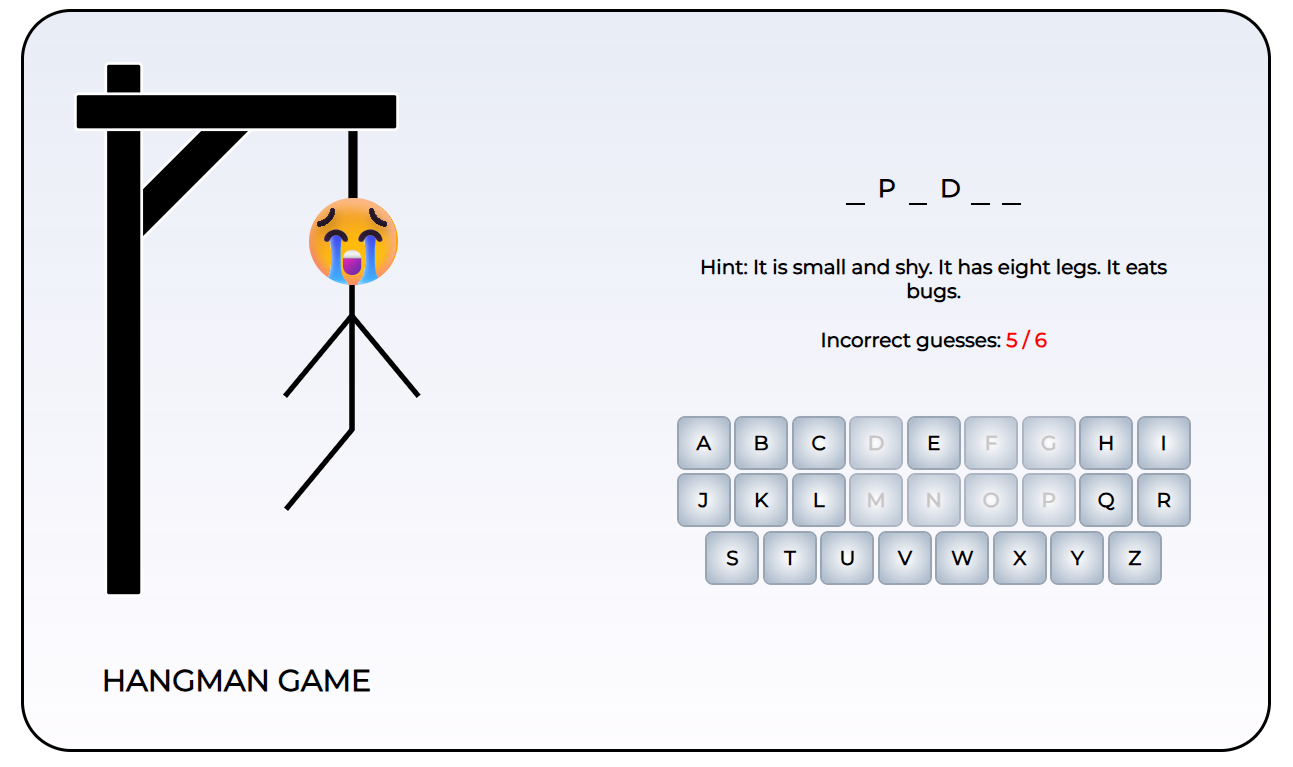 _ P _ D _ _
Hint: It is small and shy. It has eight legs. It eats
bugs.
Incorrect guesses: 5 / 6
A B C D E F G H I
J K L M N O P Q R
S T U V W X Y Z
HANGMAN GAME